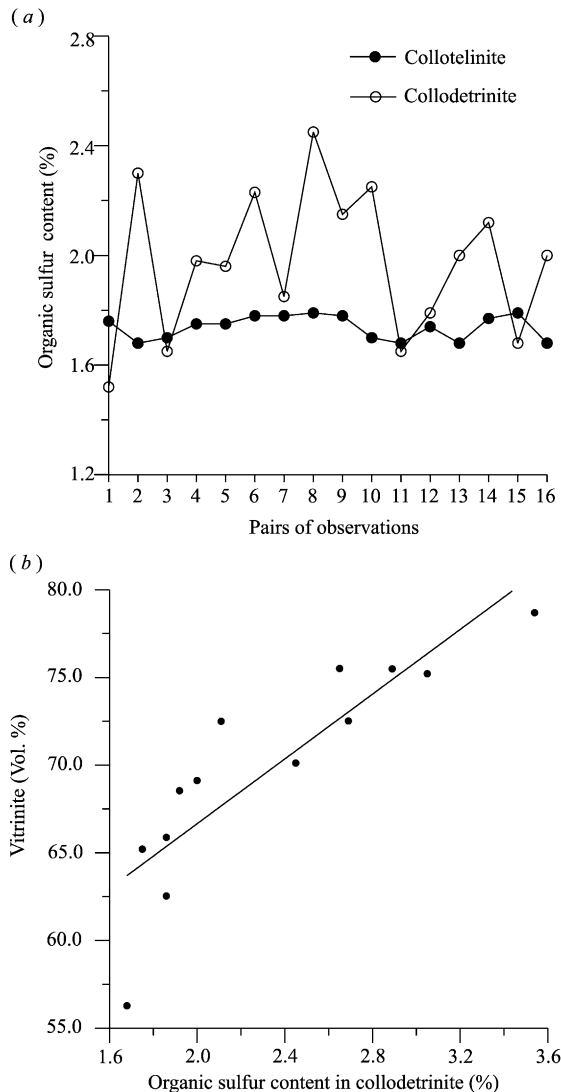 ( a )
2.8
2.4
2.0
1.6
1.2
Organic sulfur content (%)
Collotelinite
Collodetrinite
1 2 3 4 5 6 7 8 9 10 11 12 13 14 15 16
Pairs of observations
( b )
80.0
75.0
70.0
65.0
60.0
55.0
Vitrinite (Vol. %)
1.6 2.0 2.4 2.8 3.2 3.6
Organic sulfur content in collodetrinite (%)